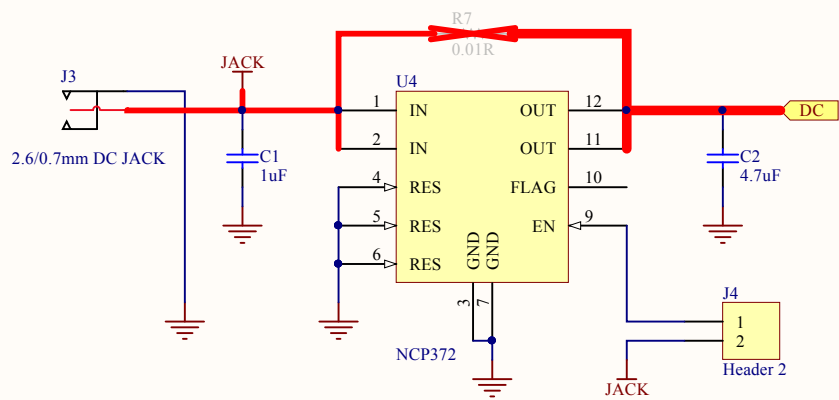 R7
0.01R
JACK
J3
U4
1
IN
OUT
12
DC
2
IN
OUT
11
2.6/0.7mm DC JACK
C1
1uF
C2
4.7uF
4
RES
FLAG
10
5
RES
EN
9
6
RES
GND
GND
3
7
J4
1
2
NCP372
Header 2
JACK